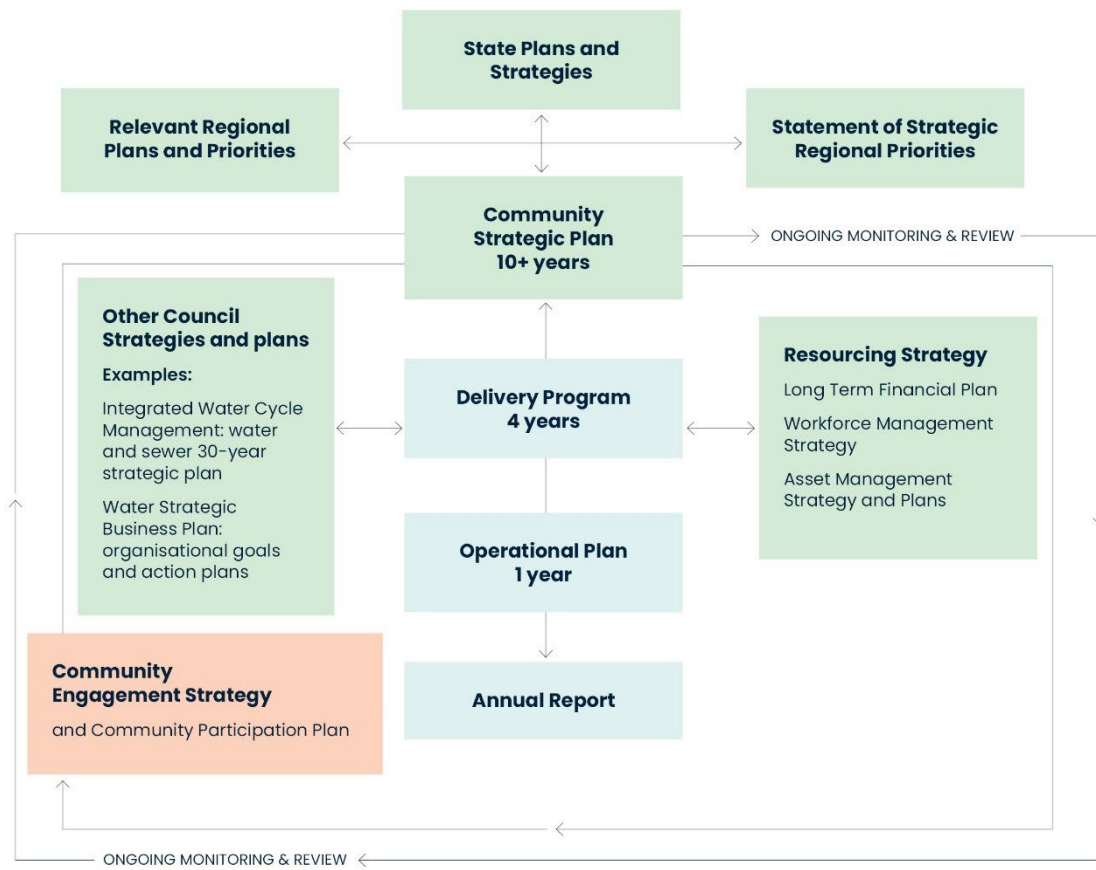 State Plans and
Strategies
Relevant Regional
Plans and Priorities
Statement of Strategic
Regional Priorities
Community
Strategic Plan
10+ years
ONGOING MONITORING & REVIEW
Other Council
Strategies and plans
Examples:
Integrated Water Cycle
Management: water
and sewer 30-year
strategic plan
Water Strategic
Business Plan:
organisational goals
and action plans
Delivery Program
4 years
Resourcing Strategy
Long Term Financial Plan
Workforce Management
Strategy
Asset Management
Strategy and Plans
Operational Plan
1 year
Community
Engagement Strategy
and Community Participation Plan
Annual Report
ONGOING MONITORING & REVIEW